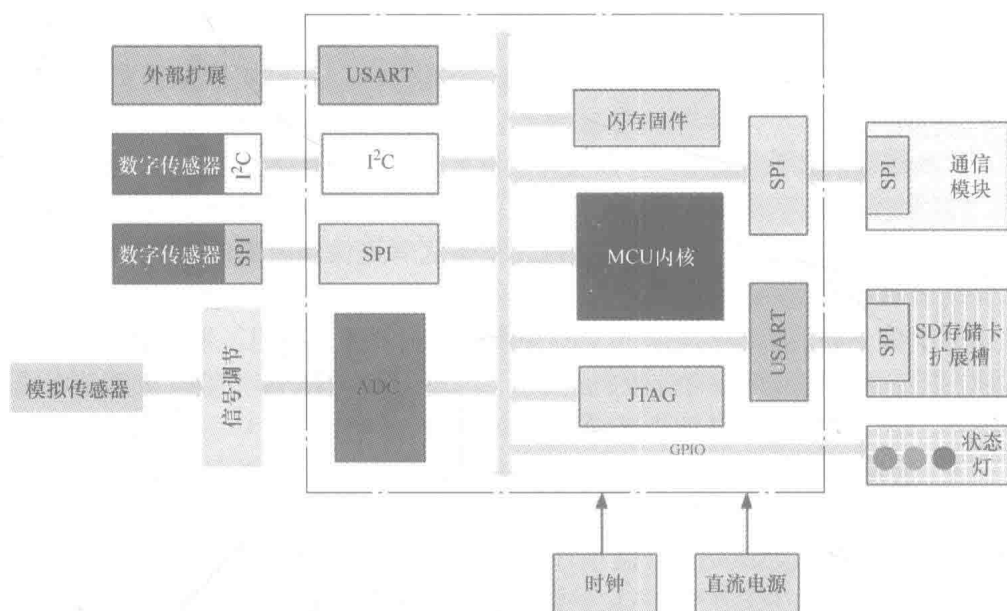 外部扩展
USART
数字传感器
I²C
I²C
数字传感器
SPI
SPI
模拟传感器
信号调节
ADC
闪存固件
SPI
MCU内核
USART
JTAG
GPIO
SPI
通信
模块
SPI
SD存储卡
扩展槽
状态
灯
时钟
直流电源